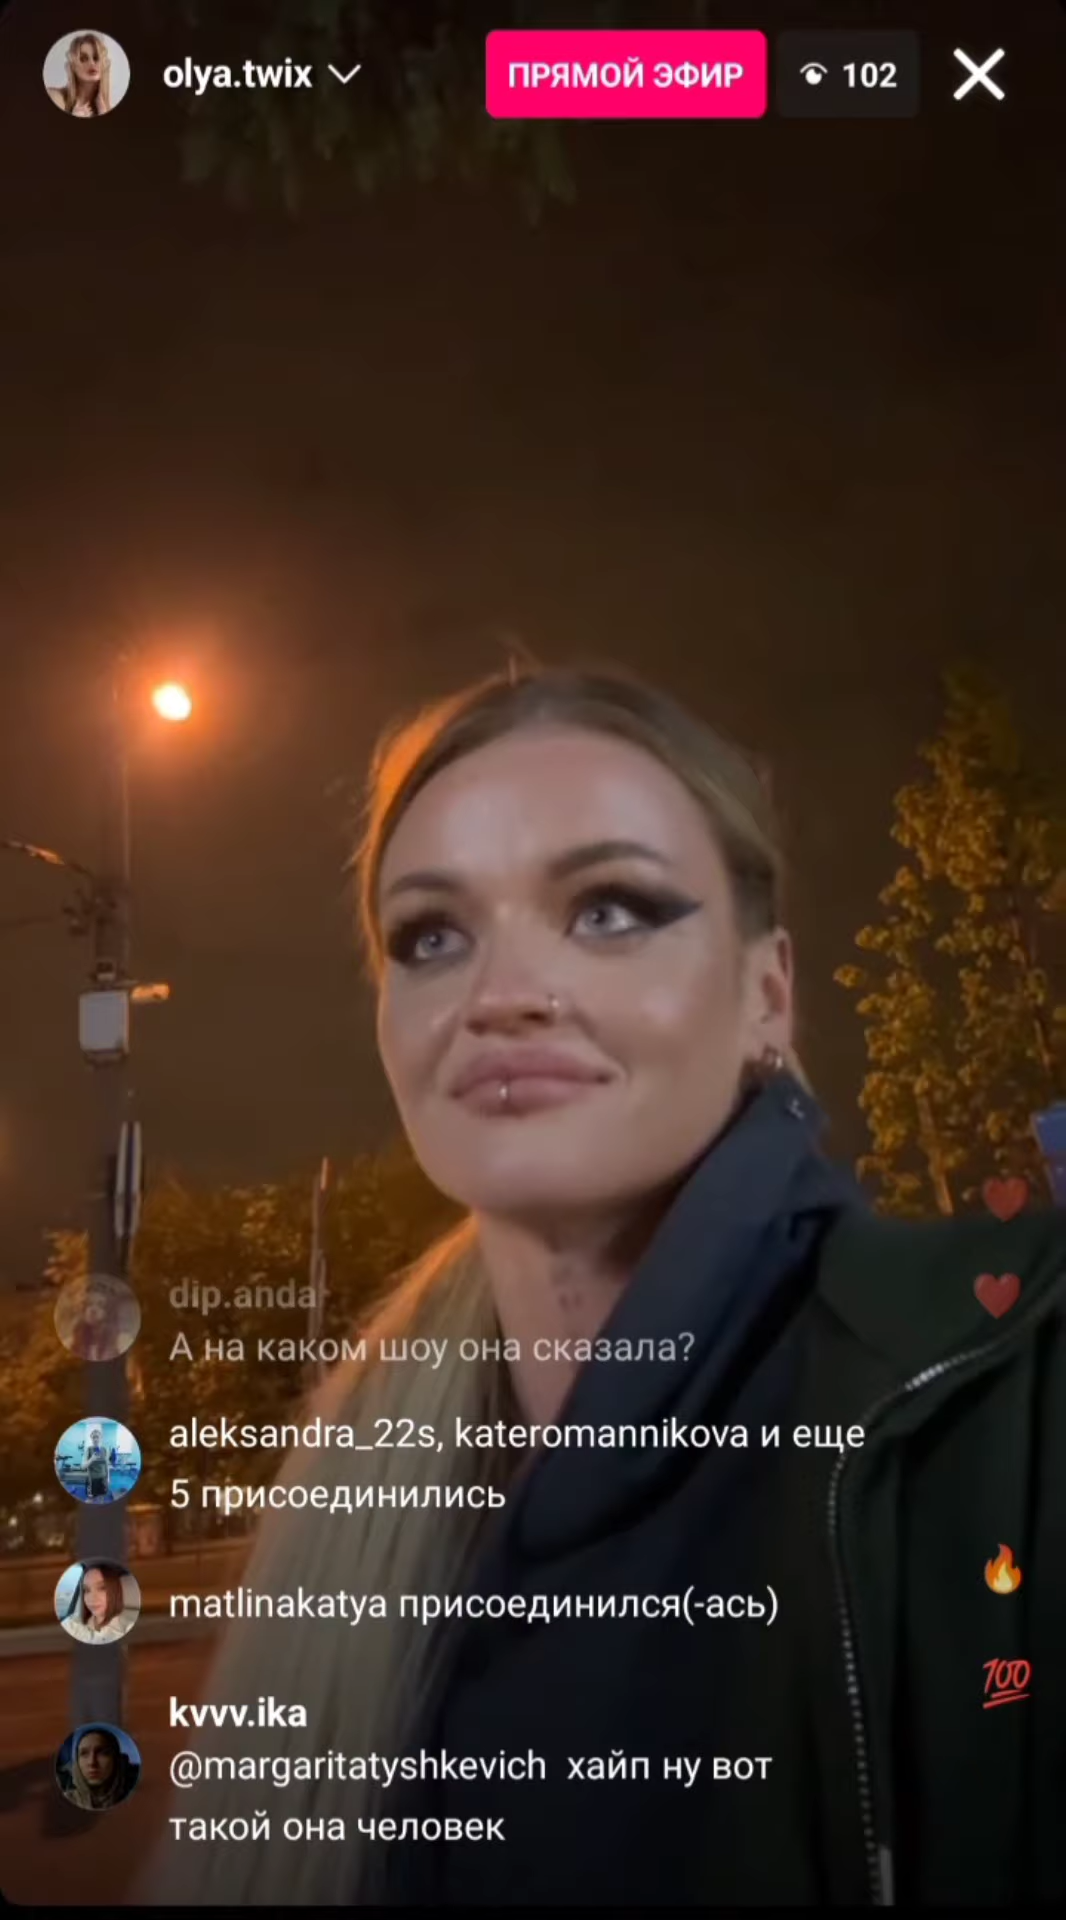 olya.twix
ПРЯМОЙ ЭФИР
102
dip.anda
А на каком шоу она сказала?
aleksandra_22s, kateromannikova и еще
5 присоединились
matlinakatya присоединился(-ась)
kvvv.ika
@margaritatyshkevich хайп ну вот
такой она человек
100